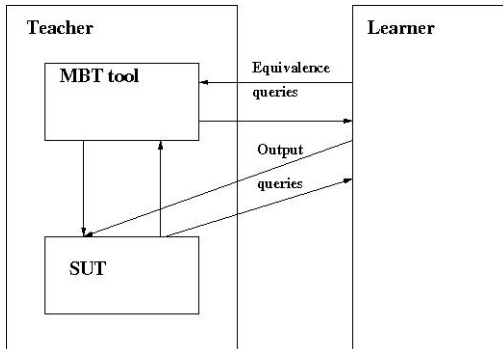 Teacher
Learner
MBT tool
Equivalence
queries
Output
queries
SUT